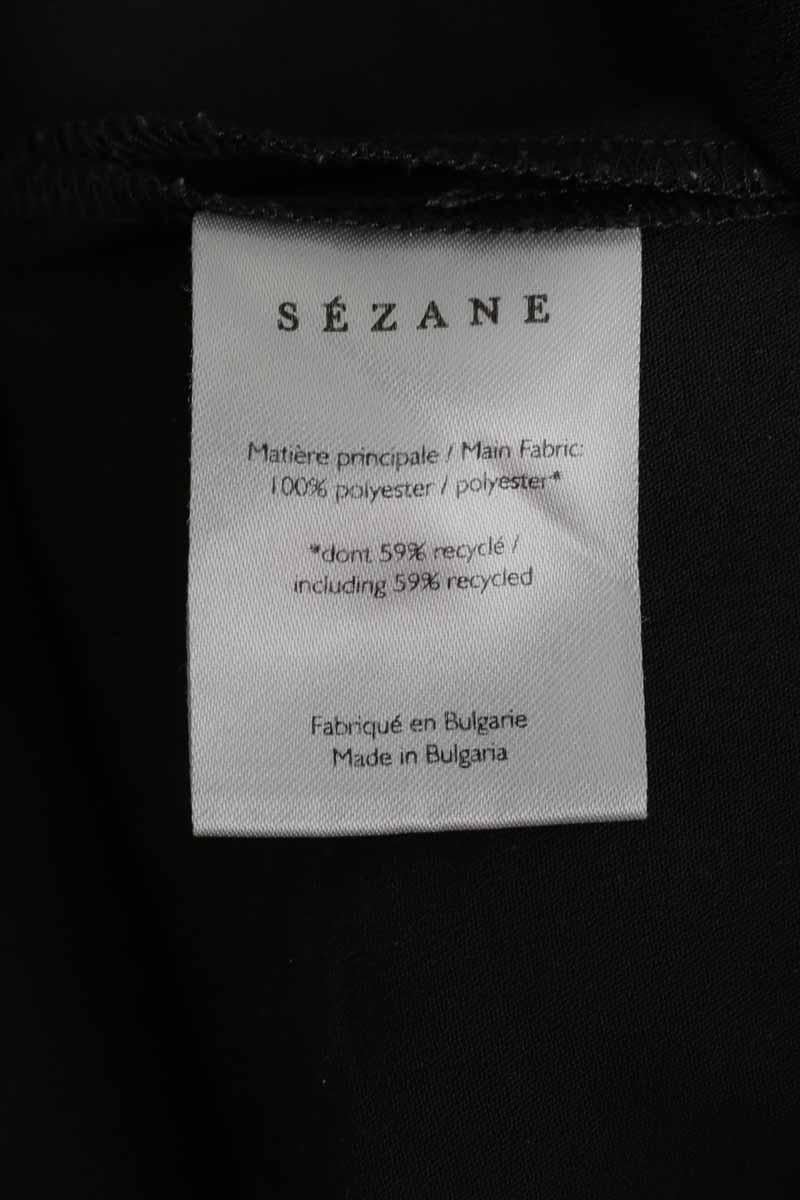 SÉZANE
Matière principale / Main Fabric:
100% polyester / polyester*
*dont 59% recyclé /
including 59% recycled
Fabriqué en Bulgarie
Made in Bulgaria